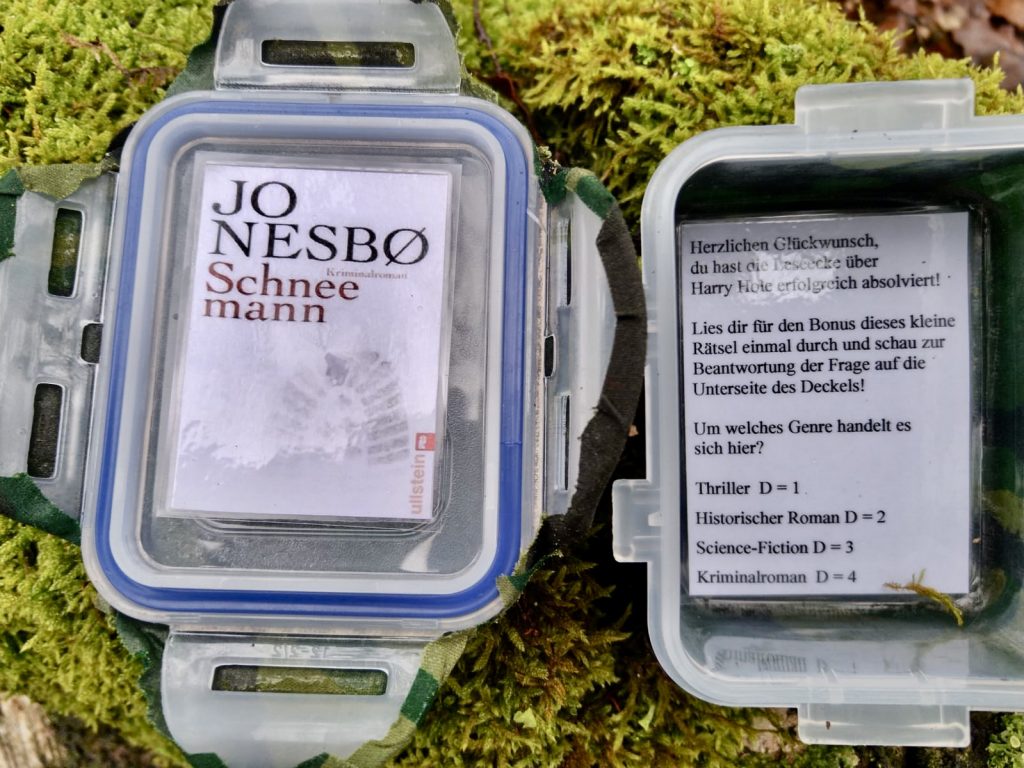 JO
NESBØ
Kriminalroman
Schnee
mann
ullstein
Herzlichen Glückwunsch,
du hast die Leseecke über
Harry Hole erfolgreich absolviert!
Lies dir für den Bonus dieses kleine
Rätsel einmal durch und schau zur
Beantwortung der Frage auf die
Unterseite des Deckels!
Um welches Genre handelt es
sich hier?
Thriller D = 1
Historischer Roman D = 2
Science-Fiction D = 3
Kriminalroman D = 4